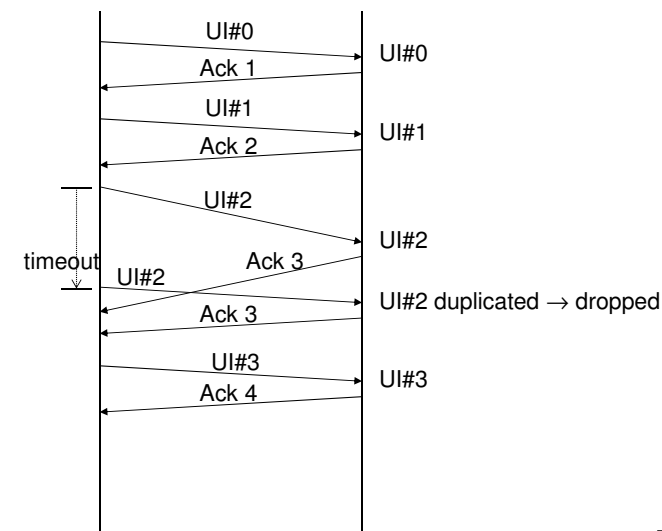 UI#0
UI#0
Ack 1
UI#1
UI#1
Ack 2
UI#2
UI#2
timeout
Ack 3
UI#2
UI#2 duplicated → dropped
Ack 3
UI#3
UI#3
Ack 4